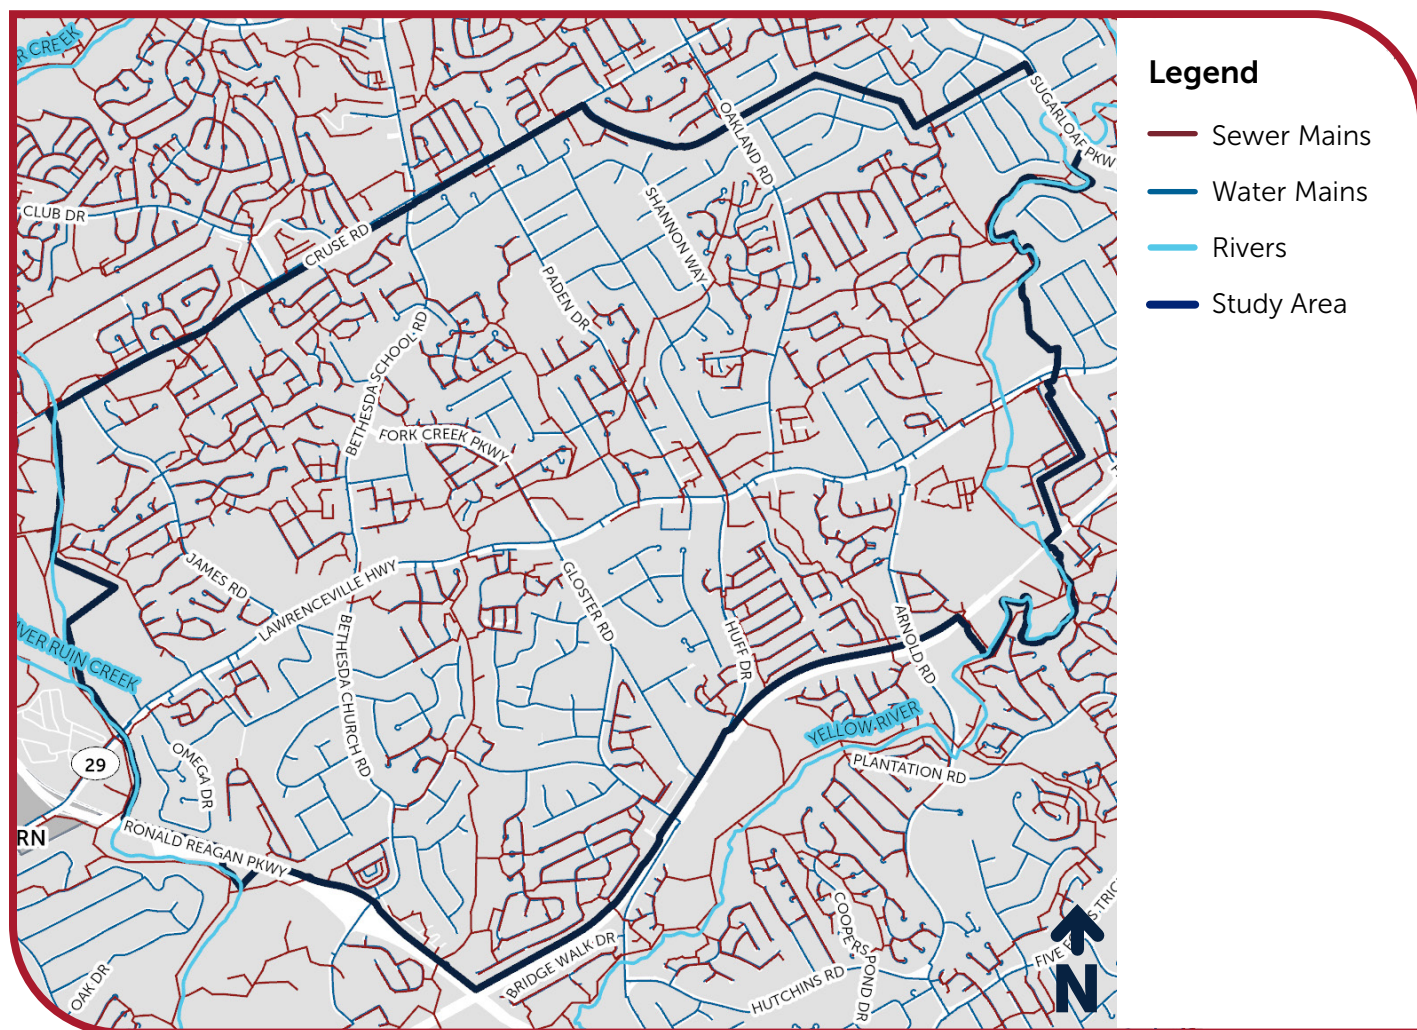 R CREEK
CLUB DR
CRUSE RD
OAKLAND RD
SUGARLOAF PKW
SHANNON WAY
PADEN DR
BETHESDA SCHOOL RD
FORK CREEK PKWY
JAMES RD
LAWRENCEVILLE HWY
GLOSTER RD
BETHESDA CHURCH RD
HUFF DR
ARNOLD RD
IVER RUIN CREEK
OMEGA DR
29
RN
RONALD REAGAN PKWY
YELLOW RIVER
PLANTATION RD
BRIDGE WALK DR
COOPERS POND DR
HUTCHINS RD
OAK DR
N
Legend
Sewer Mains
Water Mains
Rivers
Study Area